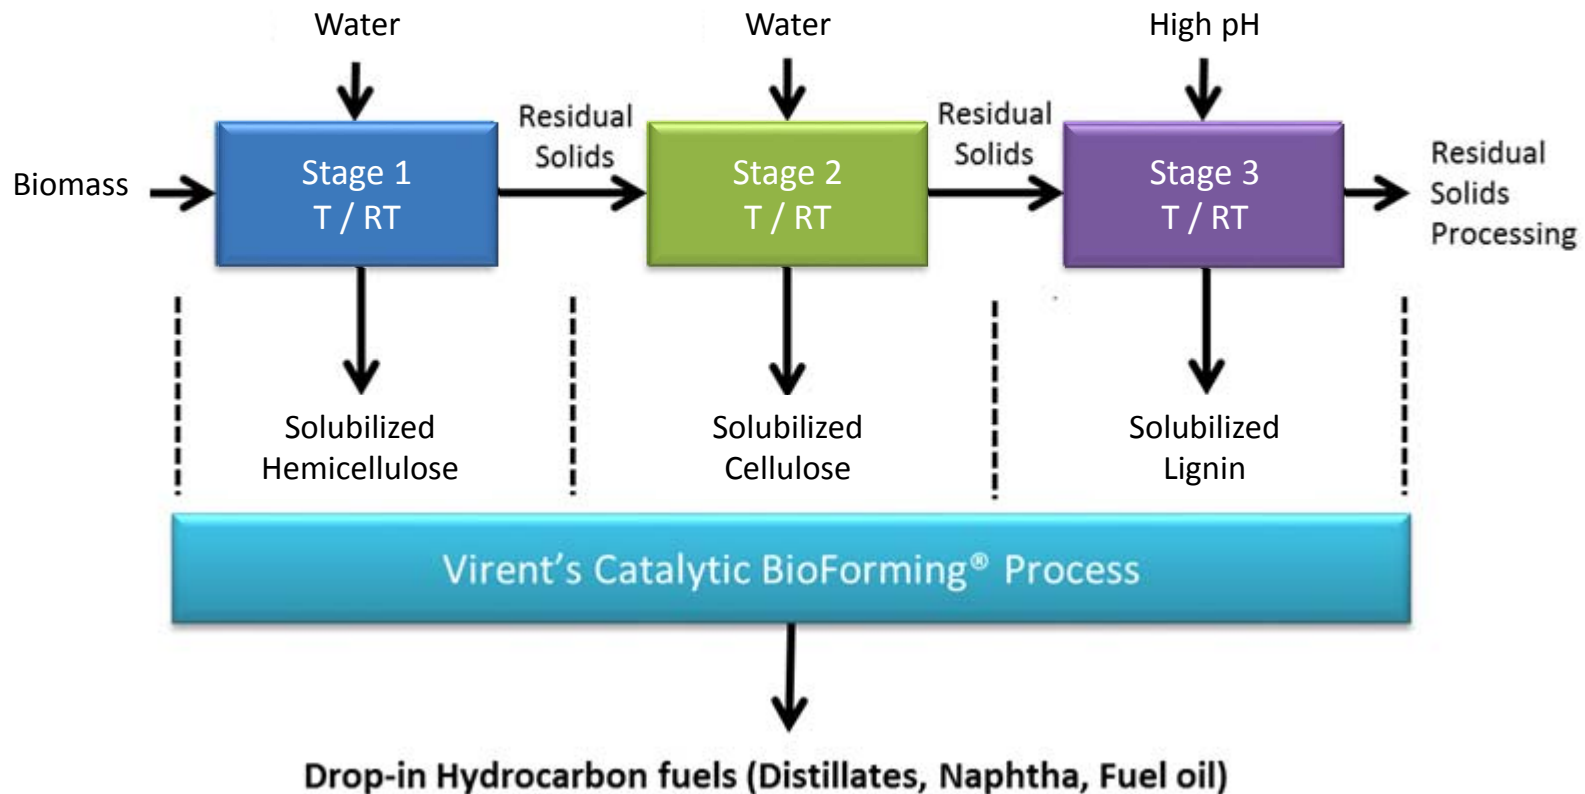 Water
Water
High pH
Biomass
Stage 1
T / RT
Residual
Solids
Stage 2
T / RT
Residual
Solids
Stage 3
T / RT
Residual
Solids
Processing
Solubilized
Hemicellulose
Solubilized
Cellulose
Solubilized
Lignin
Virent’s Catalytic BioForming® Process
Drop-in Hydrocarbon fuels (Distillates, Naphtha, Fuel oil)